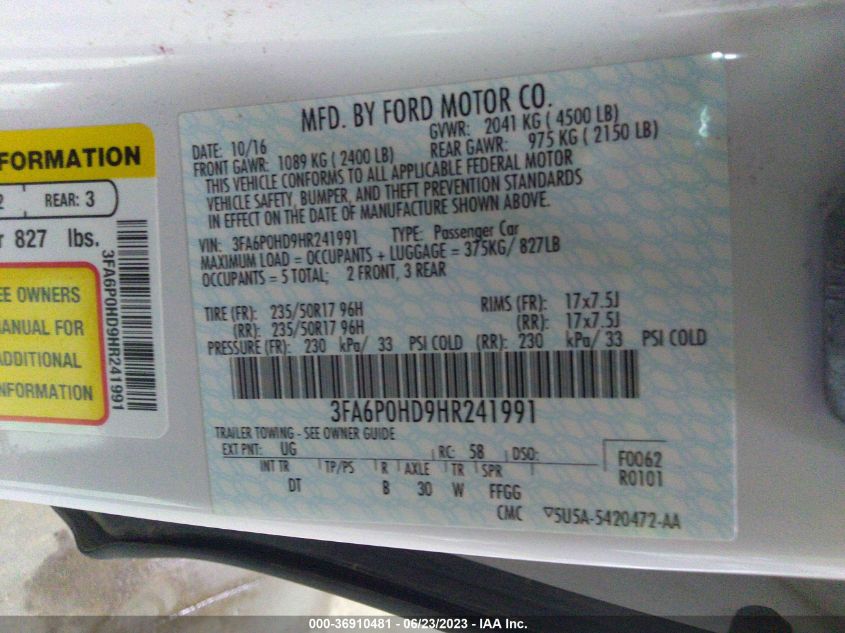 MFD. BY FORD MOTOR CO.
DATE: 10/16 GVWR: 2041 KG ( 4500 LB)
FRONT GAWR: 1089 KG ( 2400 LB) REAR GAWR: 975 KG ( 2150 LB)
THIS VEHICLE CONFORMS TO ALL APPLICABLE FEDERAL MOTOR
VEHICLE SAFETY, BUMPER, AND THEFT PREVENTION STANDARDS
IN EFFECT ON THE DATE OF MANUFACTURE SHOWN ABOVE.
VIN: 3FA6P0HD9HR241991 TYPE: Passenger Car
MAXIMUM LOAD = OCCUPANTS + LUGGAGE = 375KG/ 827LB
OCCUPANTS = 5 TOTAL; 2 FRONT, 3 REAR
TIRE (FR): 235/50R17 96H RIMS (FR): 17x7.5J
(RR): 235/50R17 96H (RR): 17x7.5J
PRESSURE (FR): 230 kPa/ 33 PSI COLD (RR): 230 kPa/ 33 PSI COLD
3FA6P0HD9HR241991
TRAILER TOWING - SEE OWNER GUIDE
EXT PNT: UG RC: 58 DSO: F0062
INT TR TP/PS R AXLE TR SPR R0101
DT B 30 W FFGG
CMC 5U5A-5420472-AA
FORMATION
2 REAR: 3
r 827 lbs.
EE OWNERS
MANUAL FOR
ADDITIONAL
INFORMATION
3FA6P0HD9HR241991
000-36910481 - 06/23/2023 - IAA Inc.